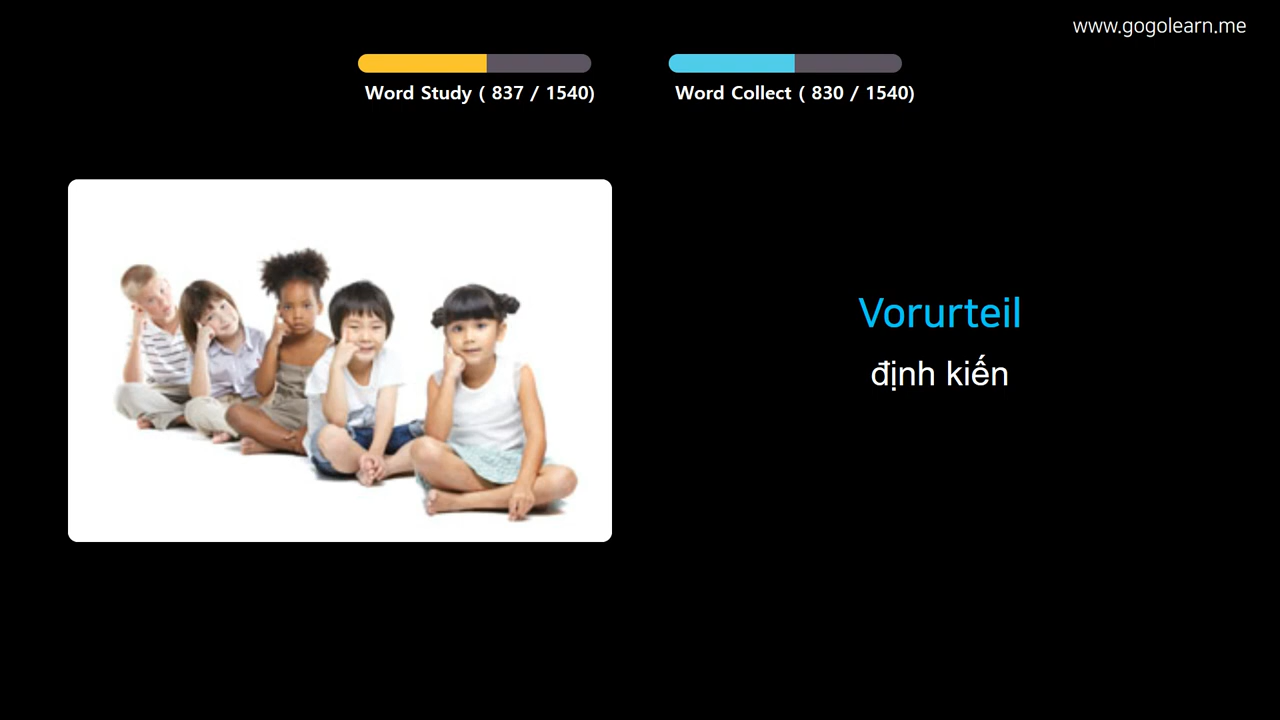 www.gogolearn.me
Word Study ( 837 / 1540)
Word Collect ( 830 / 1540)
Vorurteil
định kiến